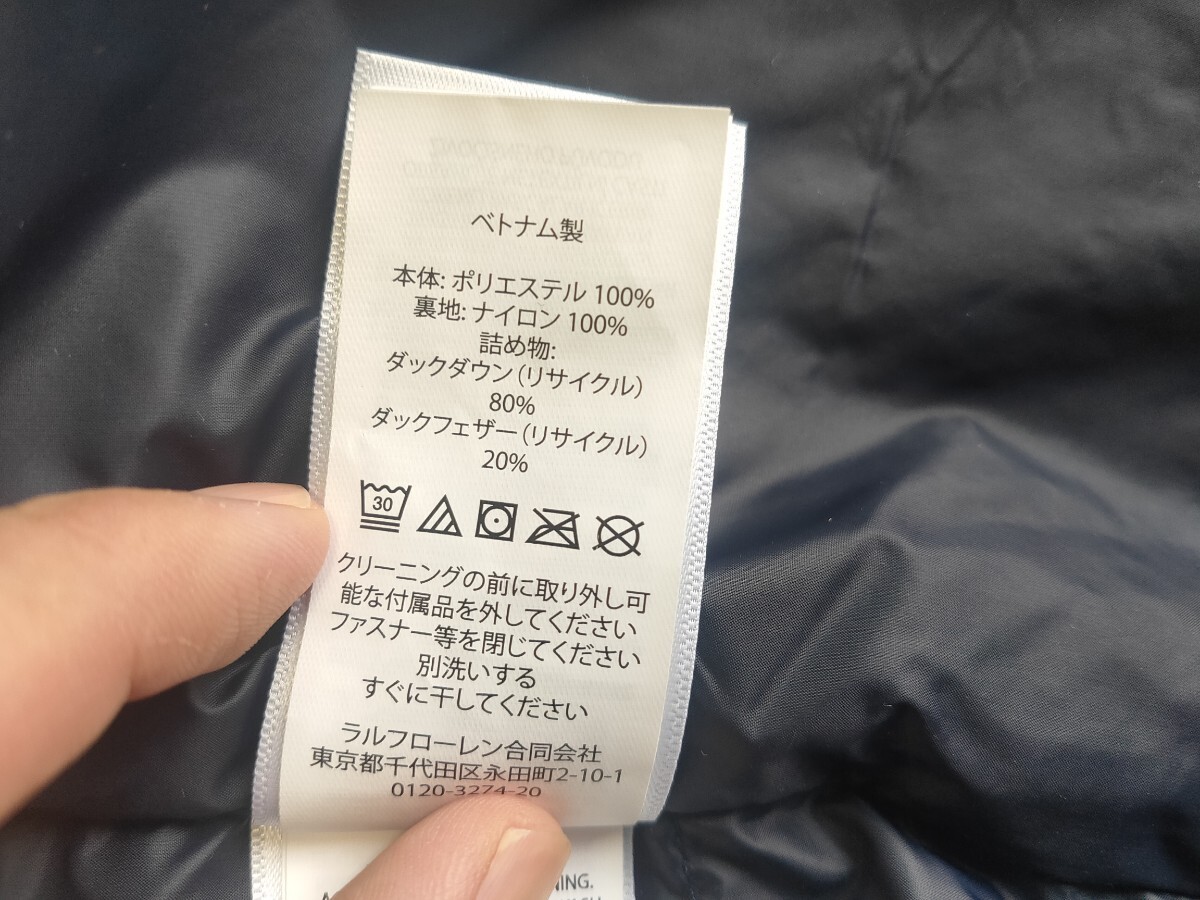 ベトナム製
本体: ポリエステル 100%
裏地: ナイロン 100%
詰め物:
ダックダウン (リサイクル)
80%
ダックフェザー (リサイクル)
20%
30
クリーニングの前に取り外し可
能な付属品を外してください
ファスナー等を閉じてください
別洗いする
すぐに干してください
ラルフローレン合同会社
東京都千代田区永田町2-10-1
0120-3274-20